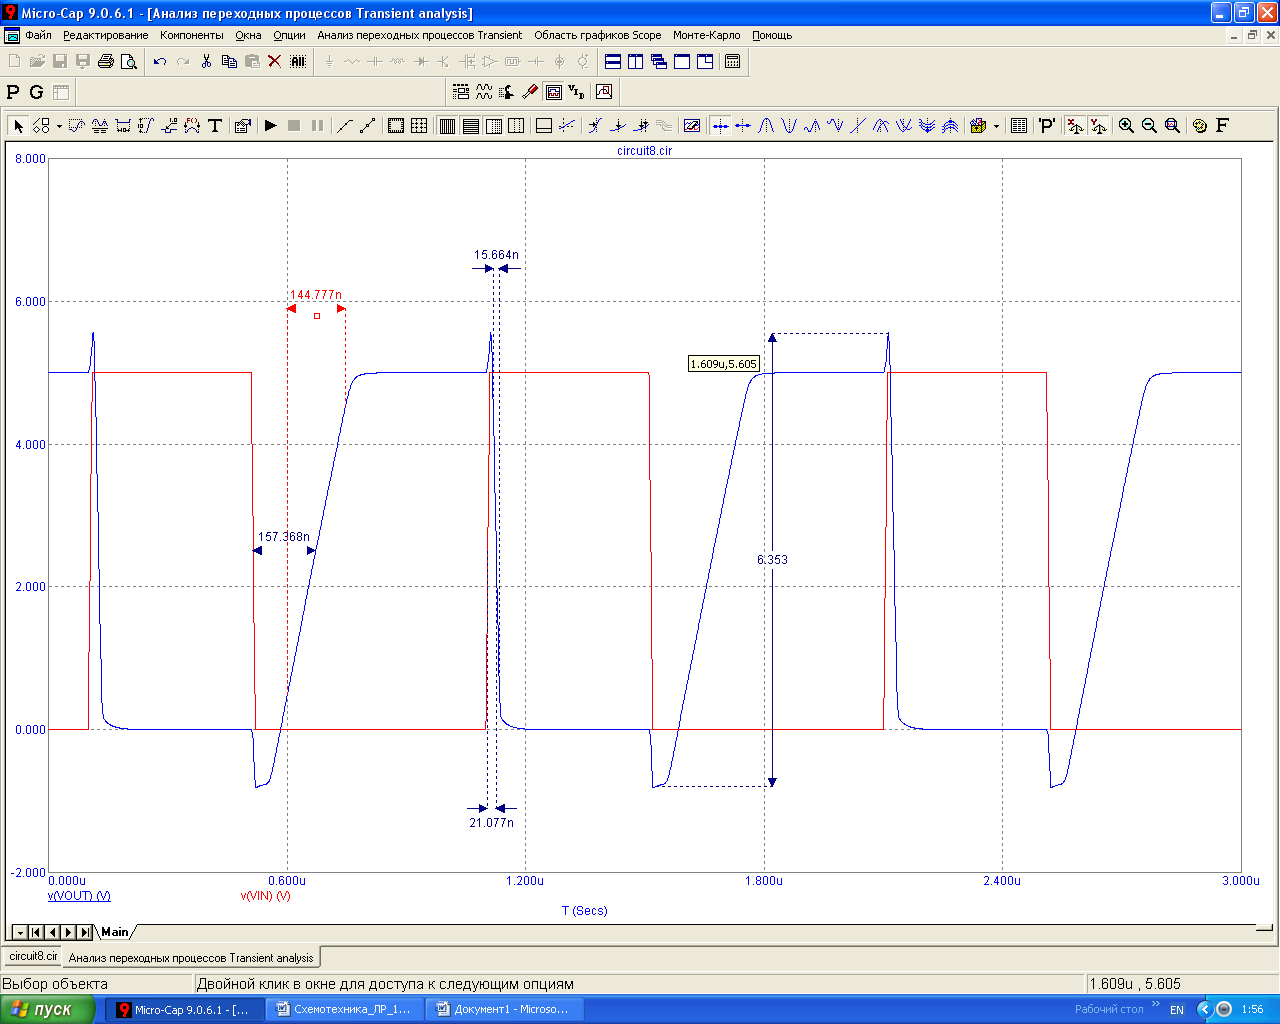 Micro-Cap 9.0.6.1 - [Анализ переходных процессов Transient analysis]
Файл Редактирование Компоненты Окна Опции Анализ переходных процессов Transient Область графиков Scope Монте-Карло Помощь
P G
T 'P' F
circuit8.cir
8.000
15.664n
144.777n
6.000
1.609u,5.605
4.000
157.368n
6.353
2.000
0.000
21.077n
-2.000
0.000u 0.600u 1.200u 1.800u 2.400u 3.000u
v(VOUT) (V) v(VIN) (V)
T (Secs)
Main
circuit8.cir Анализ переходных процессов Transient analysis
Выбор объекта Двойной клик в окне для доступа к следующим опциям 1.609u , 5.605
пуск Micro-Cap 9.0.6.1 - [... Схемотехника_ЛР_1... Документ1 - Microso... Рабочий стол » EN 1:56